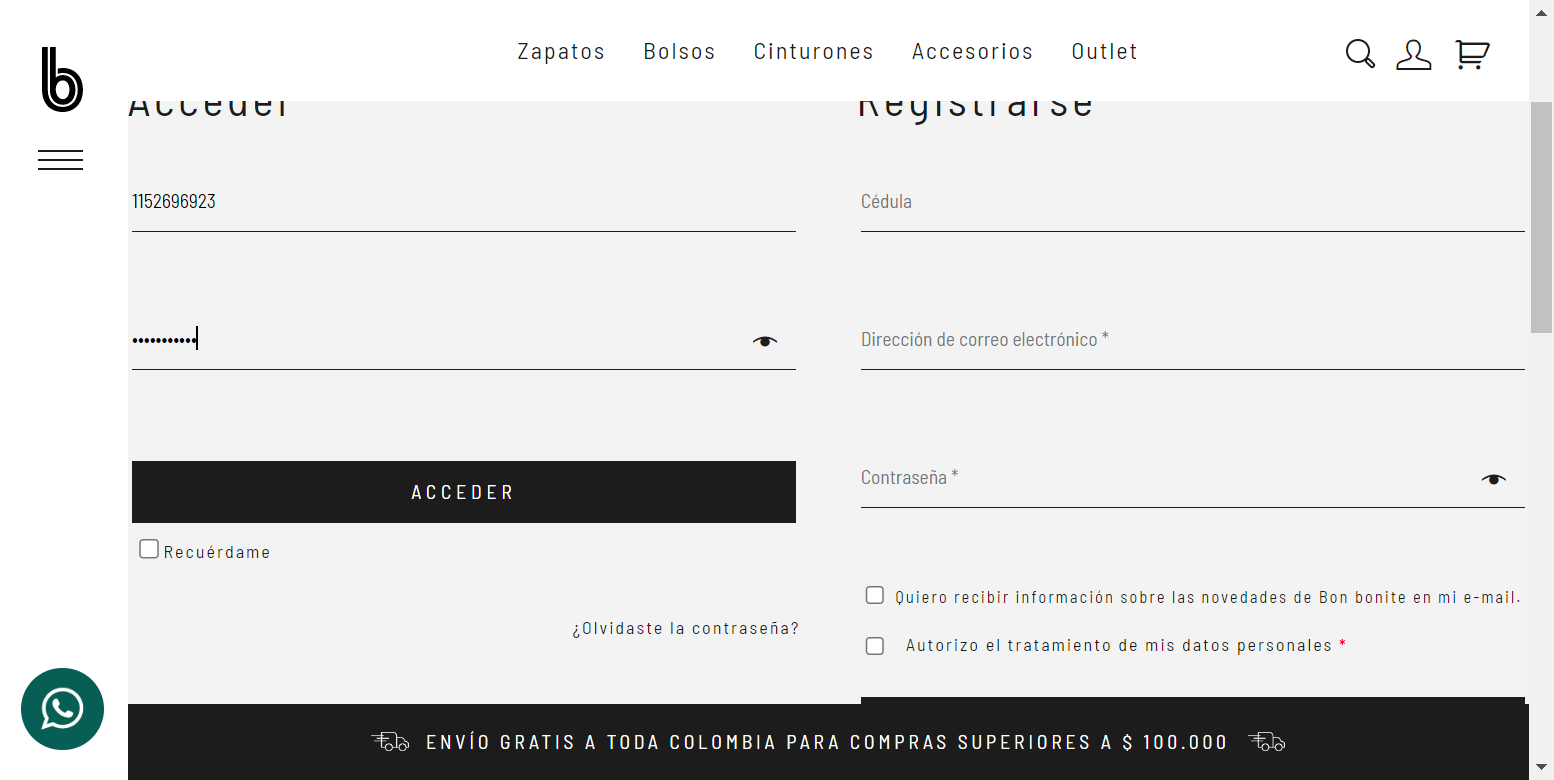 b
Zapatos Bolsos Cinturones Accesorios Outlet
Acceder
1152696923
•••••••••••
ACCEDER
Recuérdame
¿Olvidaste la contraseña?
Registrarse
Cédula
Dirección de correo electrónico *
Contraseña *
Quiero recibir información sobre las novedades de Bon bonite en mi e-mail.
Autorizo el tratamiento de mis datos personales *
ENVÍO GRATIS A TODA COLOMBIA PARA COMPRAS SUPERIORES A $ 100.000